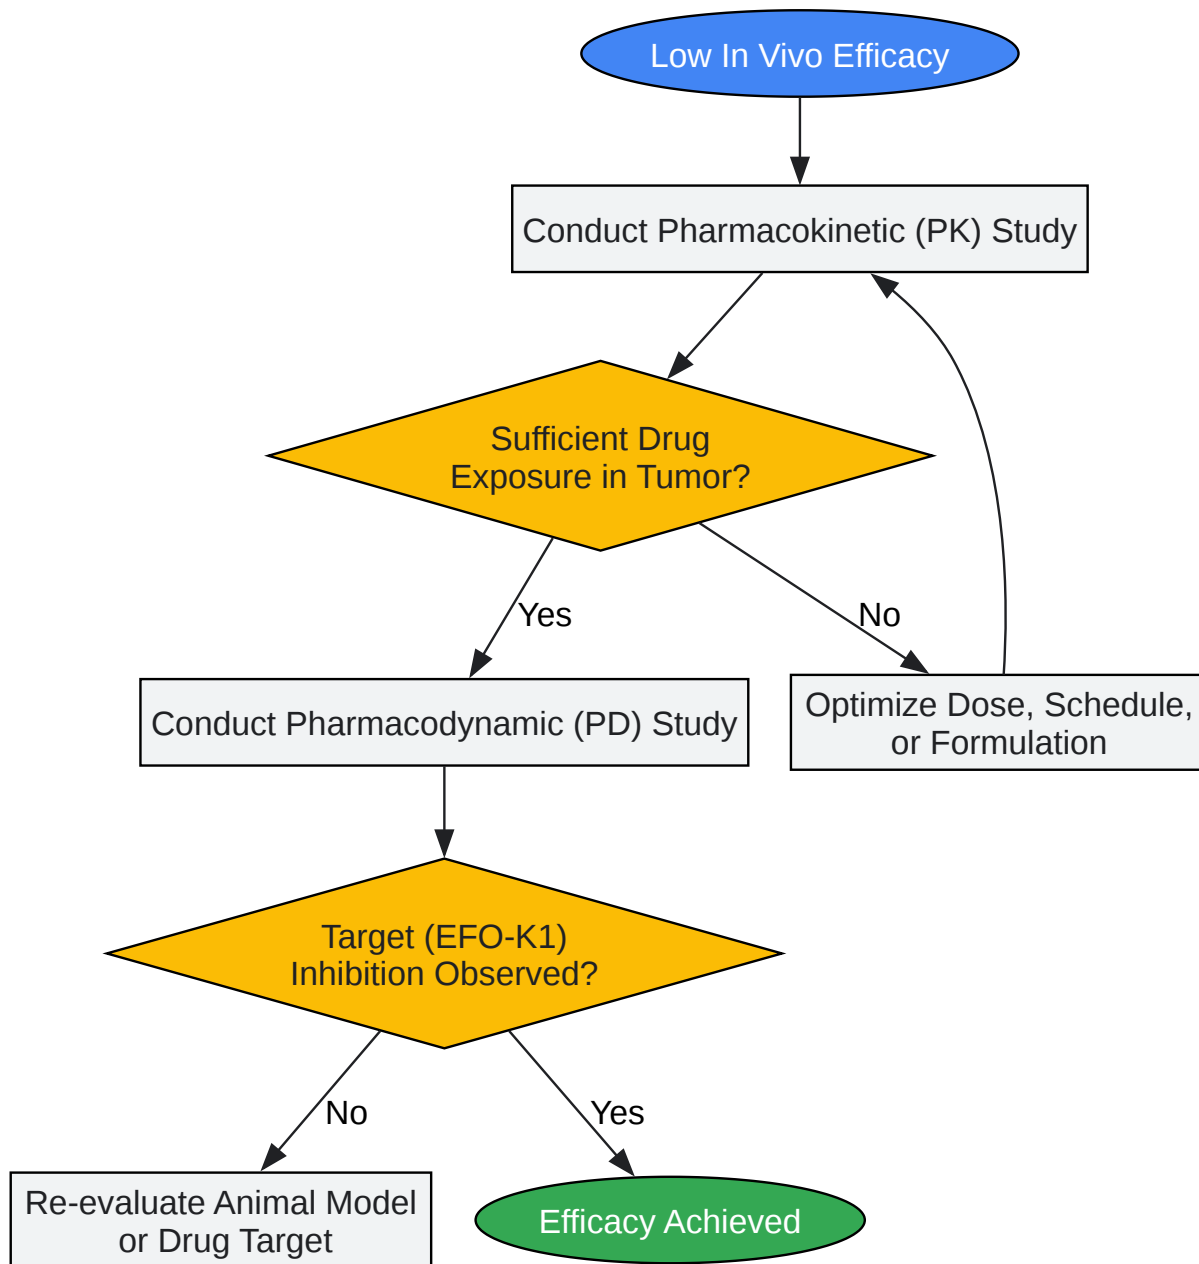 Low In Vivo Efficacy
Conduct Pharmacokinetic (PK) Study
Sufficient Drug
Exposure in Tumor?
Yes
No
Conduct Pharmacodynamic (PD) Study
Optimize Dose, Schedule,
or Formulation
Target (EFO-K1)
Inhibition Observed?
No
Yes
Re-evaluate Animal Model
or Drug Target
Efficacy Achieved